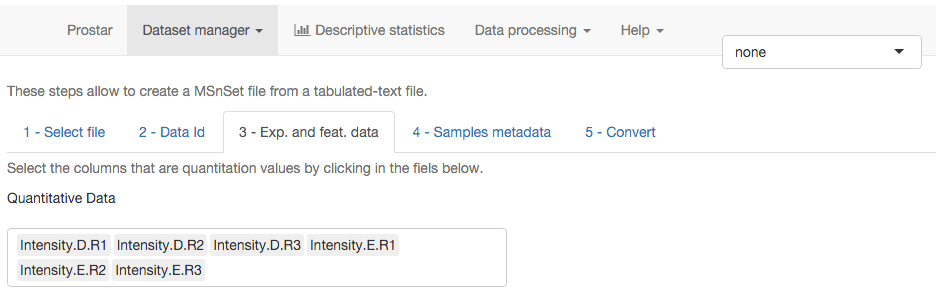 Prostar Dataset manager Descriptive statistics Data processing Help
none
These steps allow to create a MSnSet file from a tabulated-text file.
1 - Select file 2 - Data Id 3 - Exp. and feat. data 4 - Samples metadata 5 - Convert
Select the columns that are quantitation values by clicking in the fiels below.
Quantitative Data
Intensity.D.R1 Intensity.D.R2 Intensity.D.R3 Intensity.E.R1
Intensity.E.R2 Intensity.E.R3